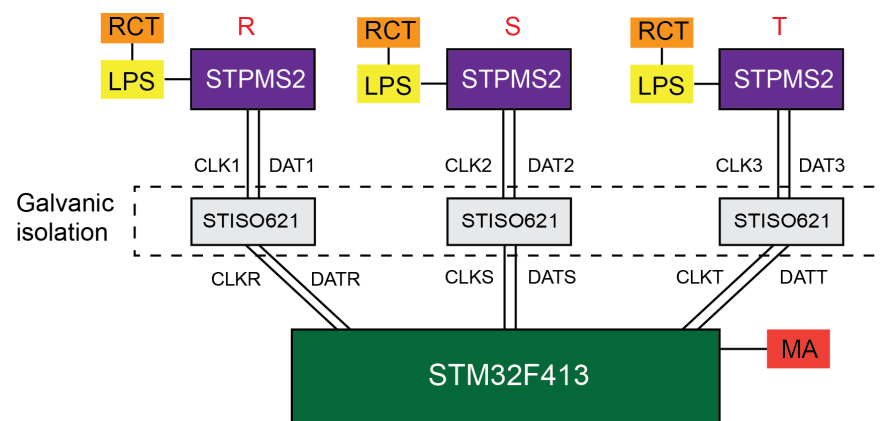 RCT
R
RCT
S
RCT
T
LPS
STPMS2
LPS
STPMS2
LPS
STPMS2
CLK1
DAT1
CLK2
DAT2
CLK3
DAT3
Galvanic
isolation
STISO621
STISO621
STISO621
CLKR
DATR
CLKS
DATS
CLKT
DATT
STM32F413
MA